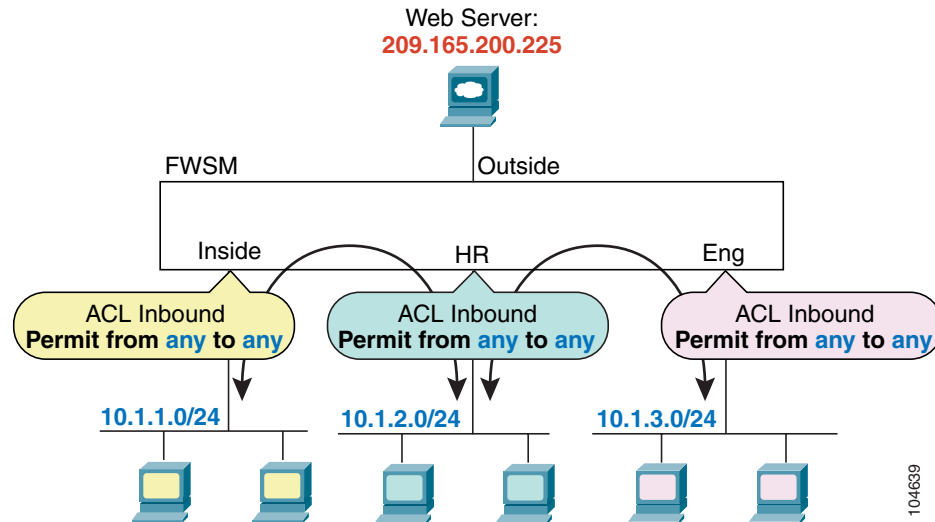 Web Server:
209.165.200.225
FWSM
Outside
Inside
HR
Eng
ACL Inbound
Permit from any to any
ACL Inbound
Permit from any to any
ACL Inbound
Permit from any to any
10.1.1.0/24
10.1.2.0/24
10.1.3.0/24
104639